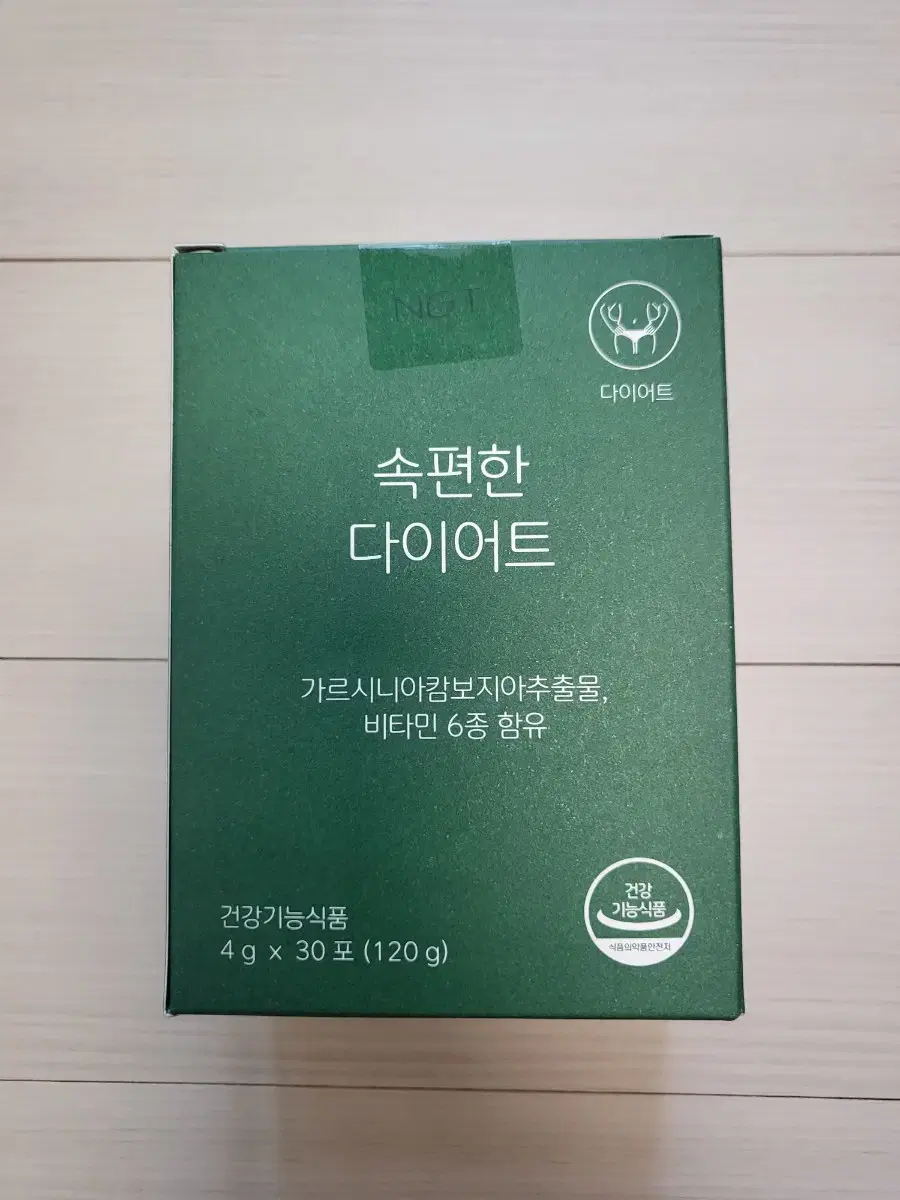 다이어트
속편한
다이어트
가르시니아캄보지아추출물,
비타민 6종 함유
건강기능식품
4 g x 30 포 (120 g)
건강
기능식품
식품의약품안전처